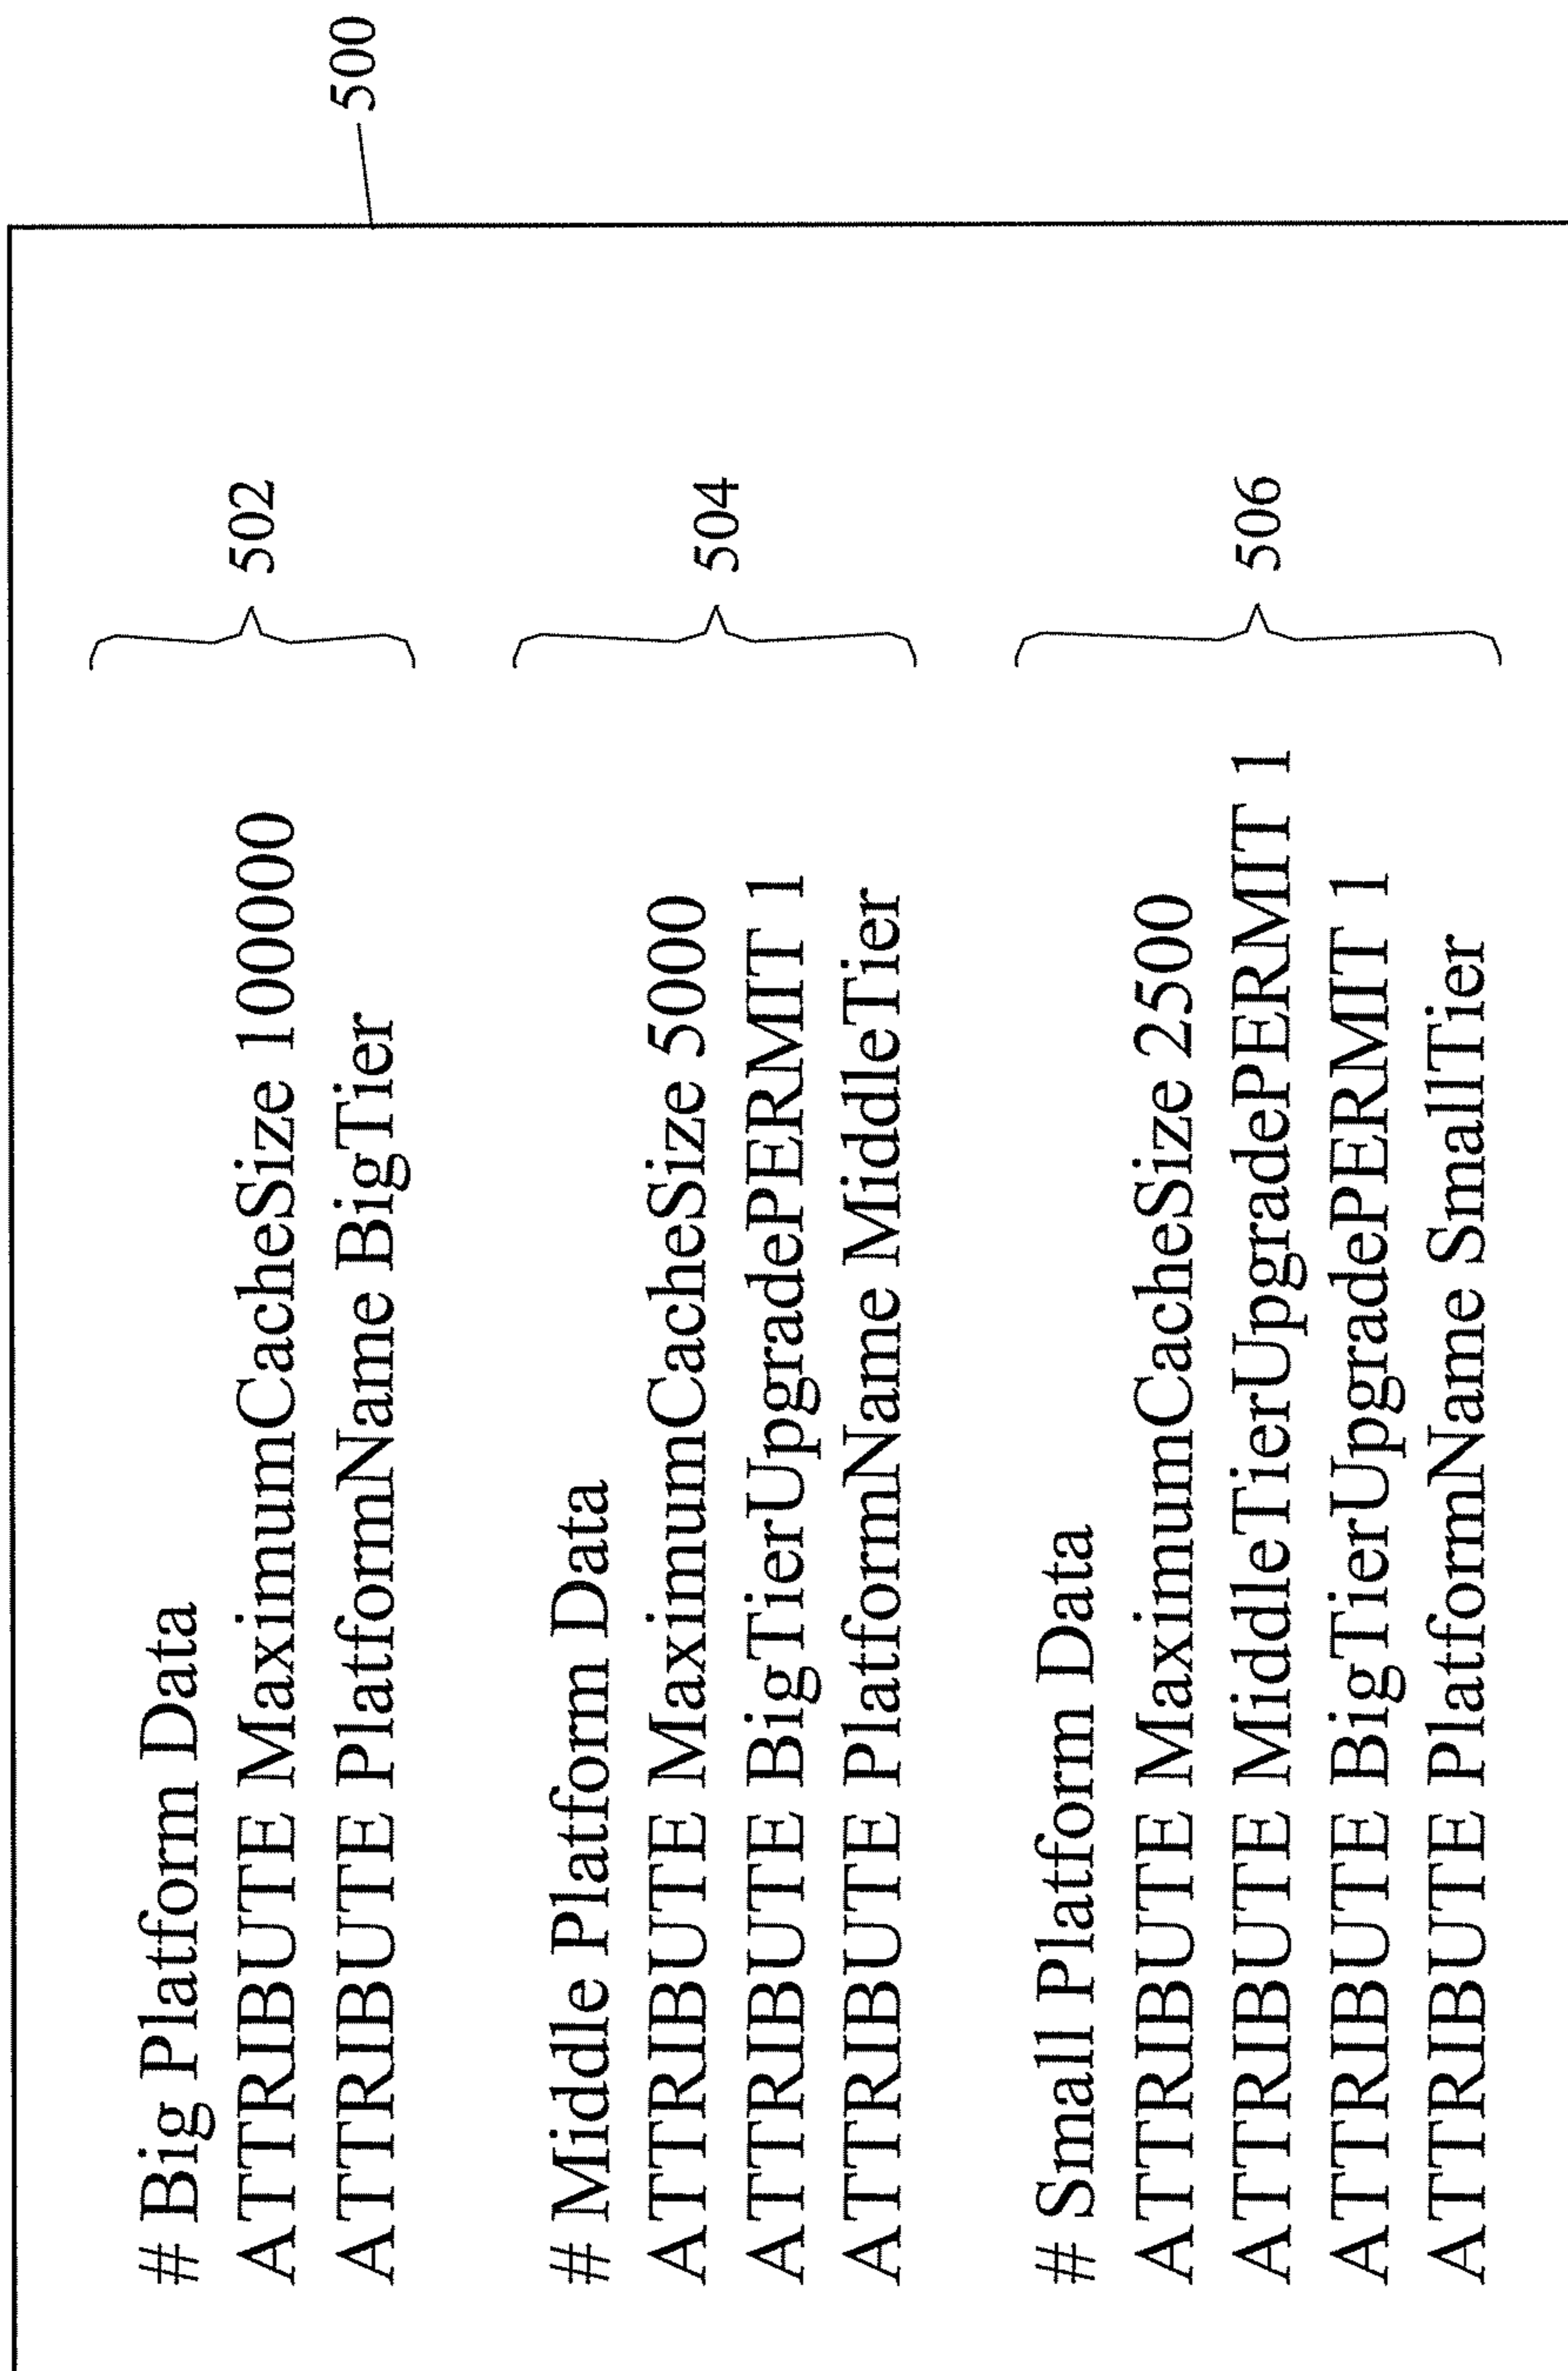 500
# Big Platform Data
ATTRIBUTE MaximumCacheSize 100000
ATTRIBUTE PlatformName BigTier
502
# Middle Platform Data
ATTRIBUTE MaximumCacheSize 5000
ATTRIBUTE BigTierUpgradePERMIT 1
ATTRIBUTE PlatformName MiddleTier
504
# Small Platform Data
ATTRIBUTE MaximumCacheSize 2500
ATTRIBUTE MiddleTierUpgradePERMIT 1
ATTRIBUTE BigTierUpgradePERMIT 1
ATTRIBUTE PlatformName SmallTier
506